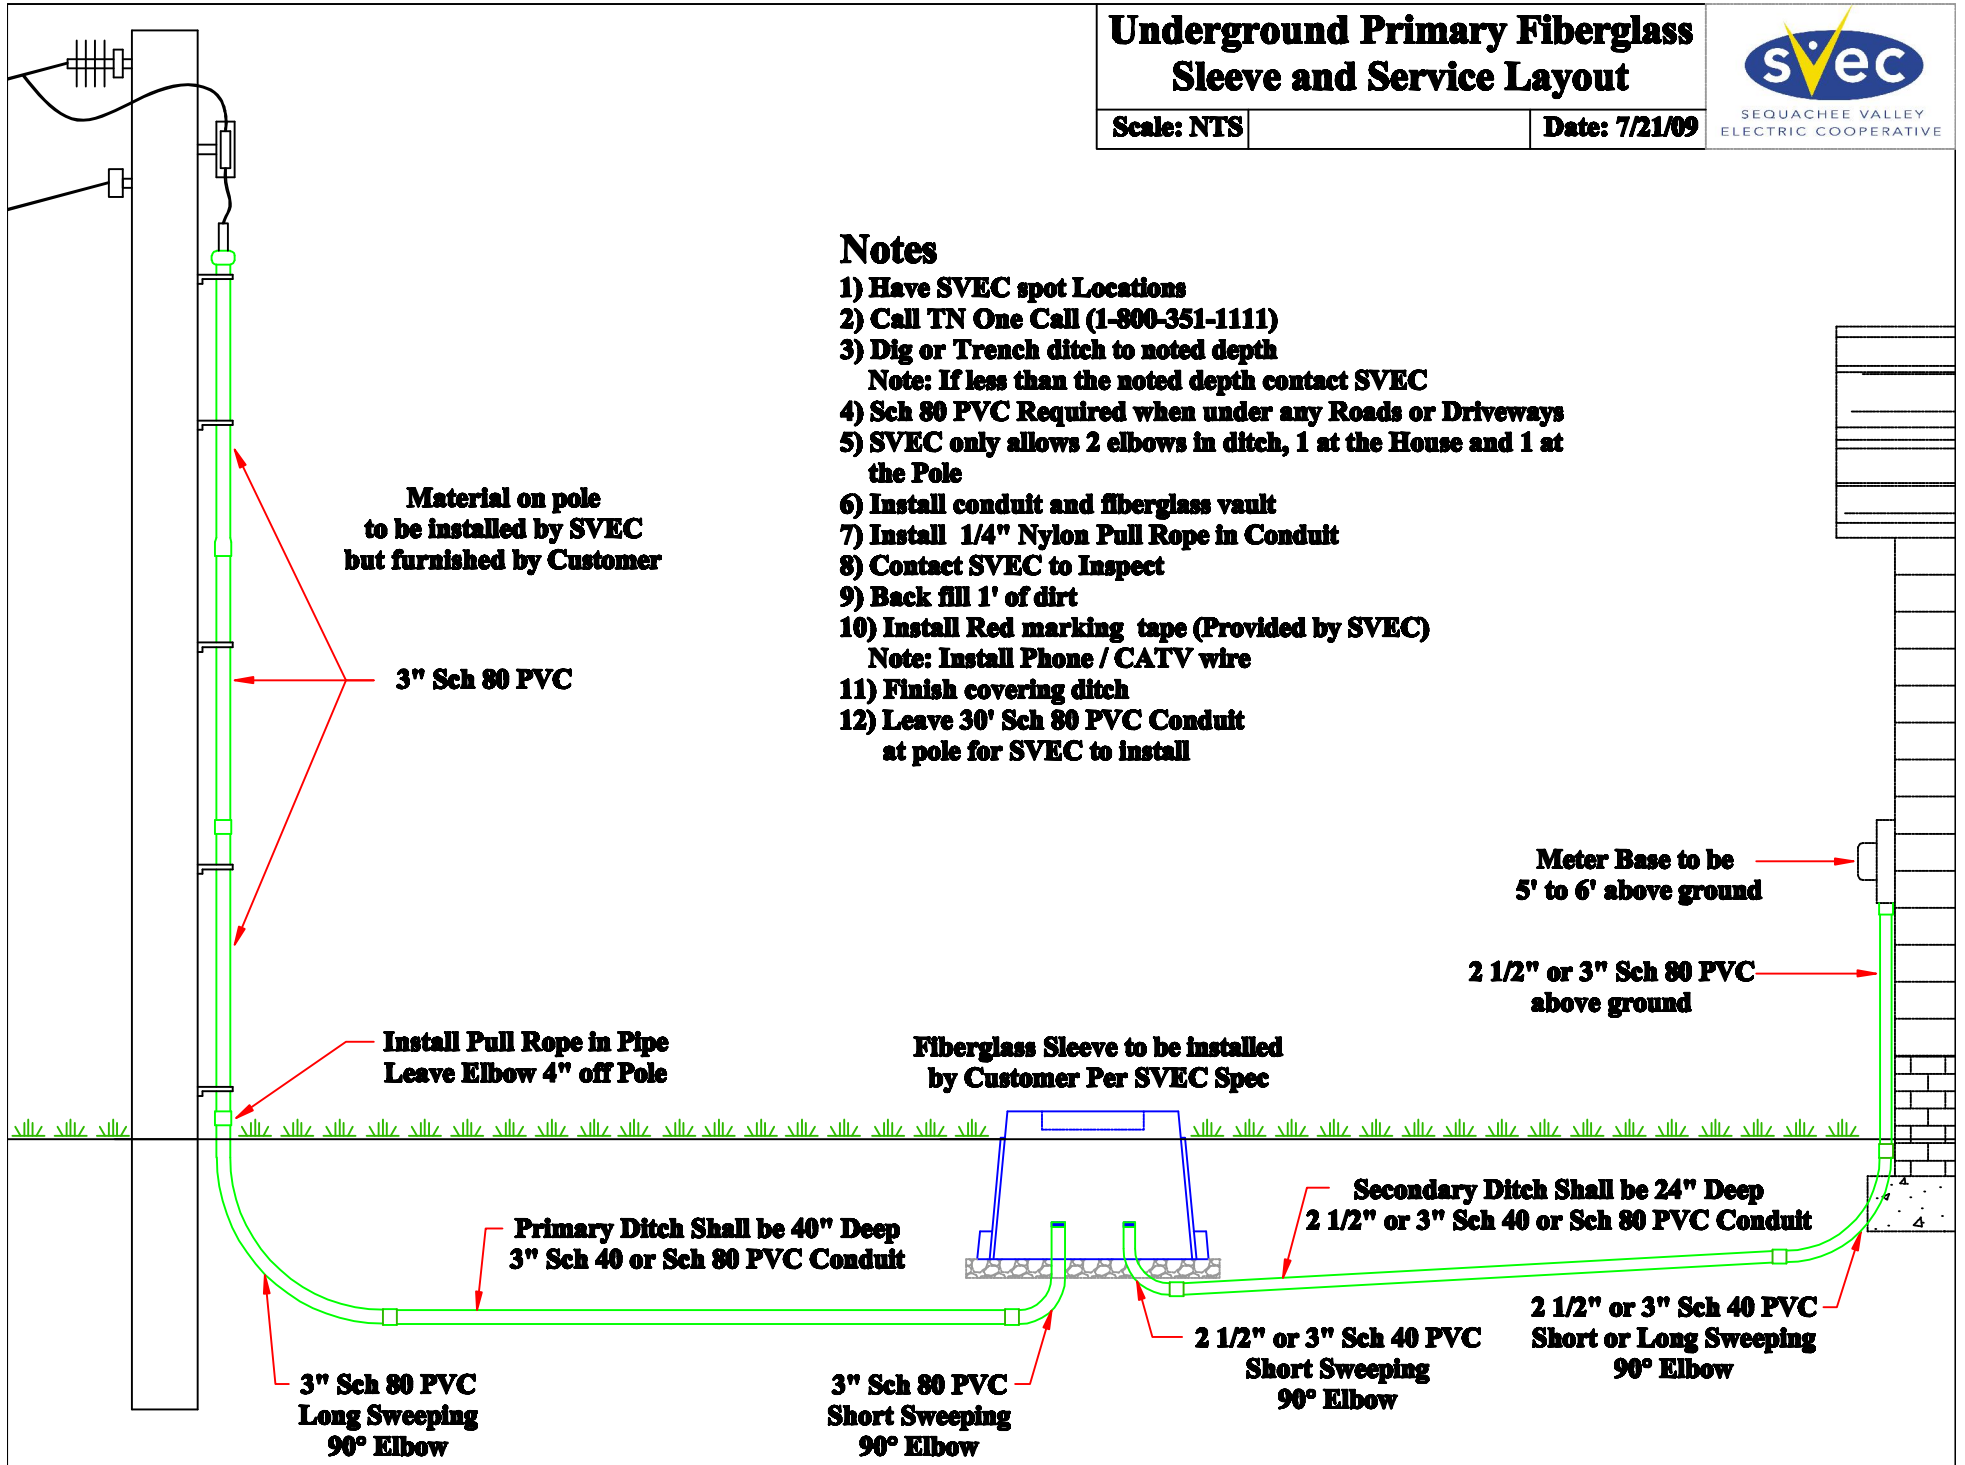 Underground Primary Fiberglass
Sleeve and Service Layout
Scale: NTS
Date: 7/21/09
svec
SEQUACHEE VALLEY
ELECTRIC COOPERATIVE
Notes
1) Have SVEC spot Locations
2) Call TN One Call (1-800-351-1111)
3) Dig or Trench ditch to noted depth
Note: If less than the noted depth contact SVEC
4) Sch 80 PVC Required when under any Roads or Driveways
5) SVEC only allows 2 elbows in ditch, 1 at the House and 1 at
the Pole
6) Install conduit and fiberglass vault
7) Install 1/4" Nylon Pull Rope in Conduit
8) Contact SVEC to Inspect
9) Back fill 1' of dirt
10) Install Red marking tape (Provided by SVEC)
Note: Install Phone / CATV wire
11) Finish covering ditch
12) Leave 30' Sch 80 PVC Conduit
at pole for SVEC to install
Material on pole
to be installed by SVEC
but furnished by Customer
3" Sch 80 PVC
Meter Base to be
5' to 6' above ground
2 1/2" or 3" Sch 80 PVC
above ground
Install Pull Rope in Pipe
Leave Elbow 4" off Pole
Fiberglass Sleeve to be installed
by Customer Per SVEC Spec
Primary Ditch Shall be 40" Deep
3" Sch 40 or Sch 80 PVC Conduit
Secondary Ditch Shall be 24" Deep
2 1/2" or 3" Sch 40 or Sch 80 PVC Conduit
3" Sch 80 PVC
Long Sweeping
90° Elbow
3" Sch 80 PVC
Short Sweeping
90° Elbow
2 1/2" or 3" Sch 40 PVC
Short Sweeping
90° Elbow
2 1/2" or 3" Sch 40 PVC
Short or Long Sweeping
90° Elbow